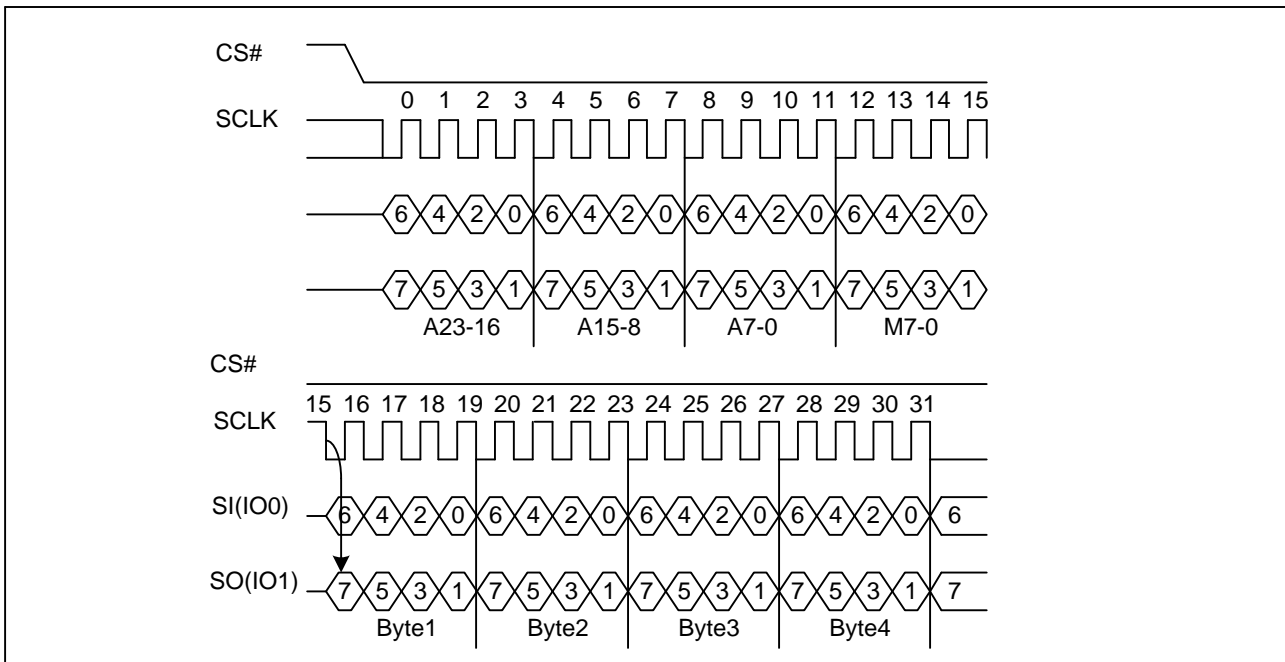 CS#
0 1 2 3 4 5 6 7 8 9 10 11 12 13 14 15
SCLK
6 4 2 0 6 4 2 0 6 4 2 0 6 4 2 0
7 5 3 1 7 5 3 1 7 5 3 1 7 5 3 1
A23-16 A15-8 A7-0 M7-0
CS#
15 16 17 18 19 20 21 22 23 24 25 26 27 28 29 30 31
SCLK
SI(IO0) 6 4 2 0 6 4 2 0 6 4 2 0 6 4 2 0 6
SO(IO1) 7 5 3 1 7 5 3 1 7 5 3 1 7 5 3 1 7
Byte1 Byte2 Byte3 Byte4